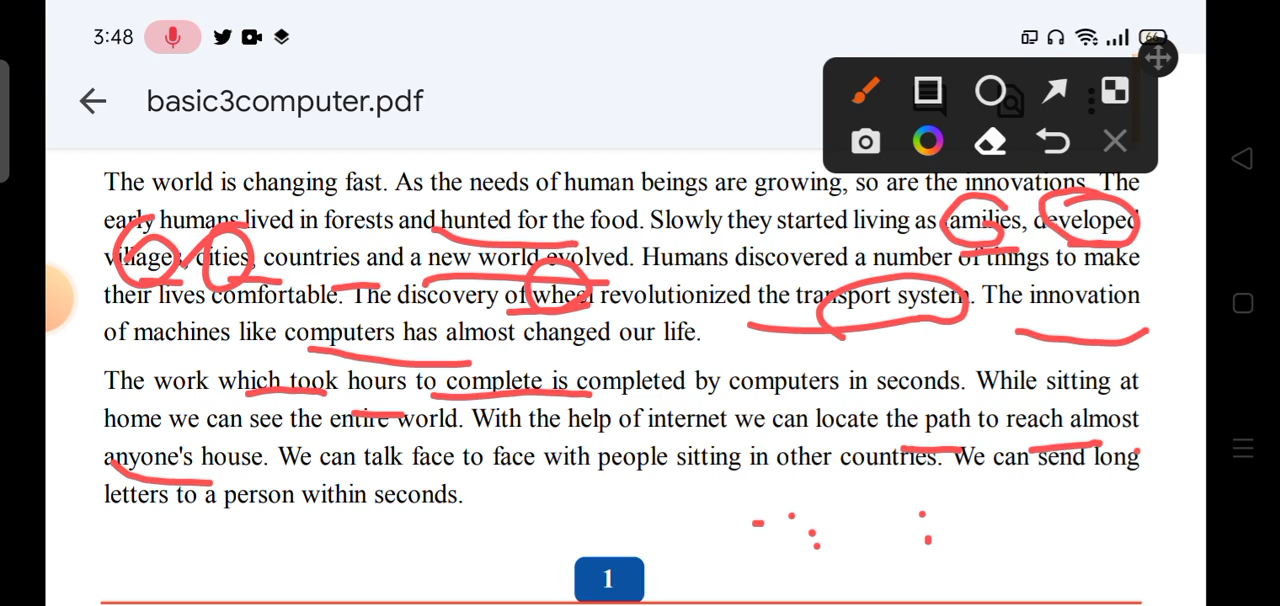 3:48
66
basic3computer.pdf
The world is changing fast. As the needs of human beings are growing, so are the innovations. The
early humans lived in forests and hunted for the food. Slowly they started living as families, developed
villages, cities, countries and a new world evolved. Humans discovered a number of things to make
their lives comfortable. The discovery of wheel revolutionized the transport system. The innovation
of machines like computers has almost changed our life.
The work which took hours to complete is completed by computers in seconds. While sitting at
home we can see the entire world. With the help of internet we can locate the path to reach almost
anyone's house. We can talk face to face with people sitting in other countries. We can send long
letters to a person within seconds.
1